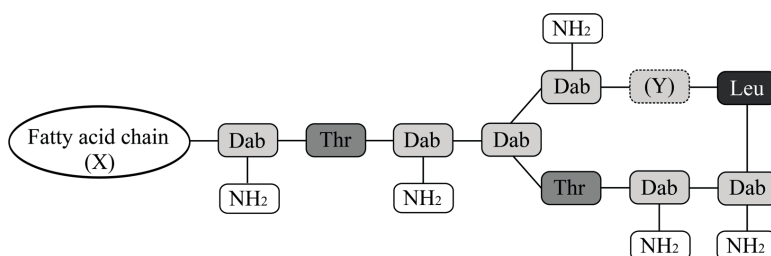 NH2
Dab
(Y)
Leu
Fatty acid chain
(X)
Dab
Thr
Dab
Dab
NH2
NH2
Thr
Dab
Dab
NH2
NH2